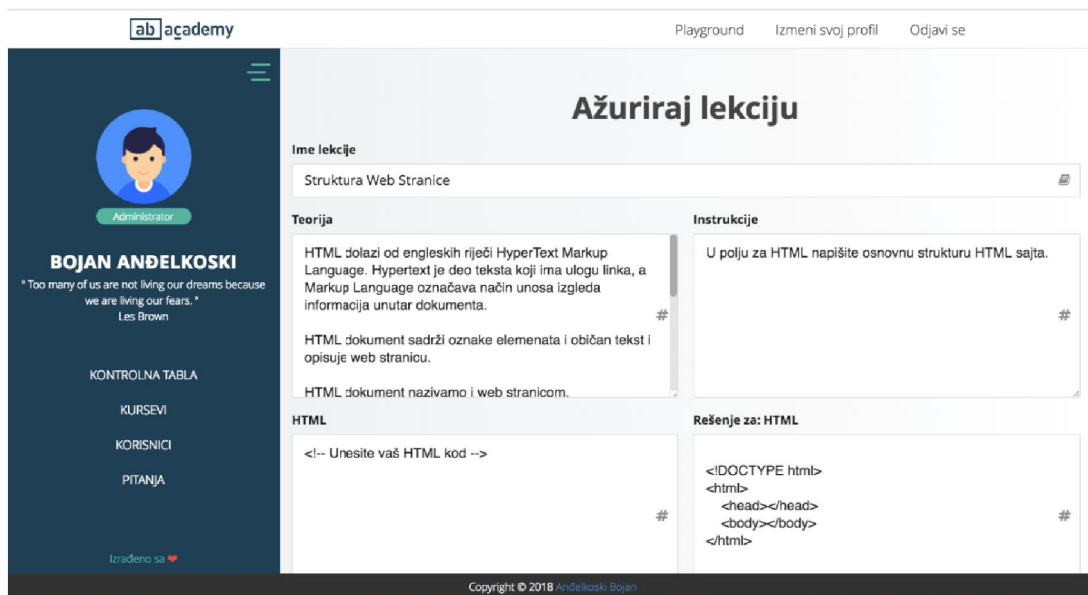 ab academy
Playground Izmeni svoj profil Odjavi se
Administrator
BOJAN ANĐELKOSKI
" Too many of us are not living our dreams because
we are living our fears. "
Les Brown
KONTROLNA TABLA
KURSEVI
KORISNICI
PITANJA
Izrađeno sa ❤
Ažuriraj lekciju
Ime lekcije
Struktura Web Stranice
Teorija
HTML dolazi od engleskih riječi HyperText Markup
Language. Hypertext je deo teksta koji ima ulogu linka, a
Markup Language označava način unosa izgleda
informacija unutar dokumenta.
HTML dokument sadrži oznake elemenata i običan tekst i
opisuje web stranicu.
HTML dokument nazivamo i web stranicom.
#
Instrukcije
U polju za HTML napišite osnovnu strukturu HTML sajta.
#
HTML
<!-- Unesite vaš HTML kod -->
#
Rešenje za: HTML
<!DOCTYPE html>
<html>
<head></head>
<body></body>
</html>
#
Copyright © 2018 Anđelkoski Bojan